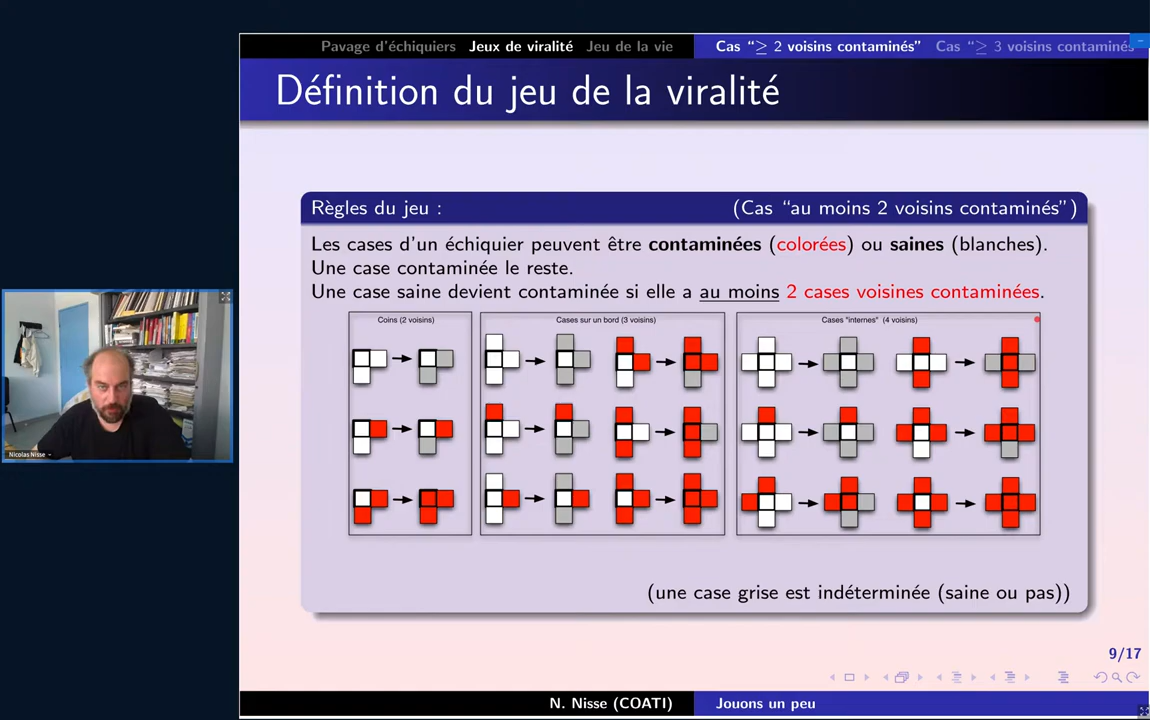 Pavage d'échiquiers Jeux de viralité Jeu de la vie Cas “≥ 2 voisins contaminés” Cas “≥ 3 voisins contaminés
Définition du jeu de la viralité
Règles du jeu : (Cas “au moins 2 voisins contaminés”)
Les cases d'un échiquier peuvent être contaminées (colorées) ou saines (blanches).
Une case contaminée le reste.
Une case saine devient contaminée si elle a au moins 2 cases voisines contaminées.
Coins (2 voisins) Cases sur un bord (3 voisins) Cases "internes" (4 voisins)
(une case grise est indéterminée (saine ou pas))
Nicolas Nisse
9/17
N. Nisse (COATI) Jouons un peu